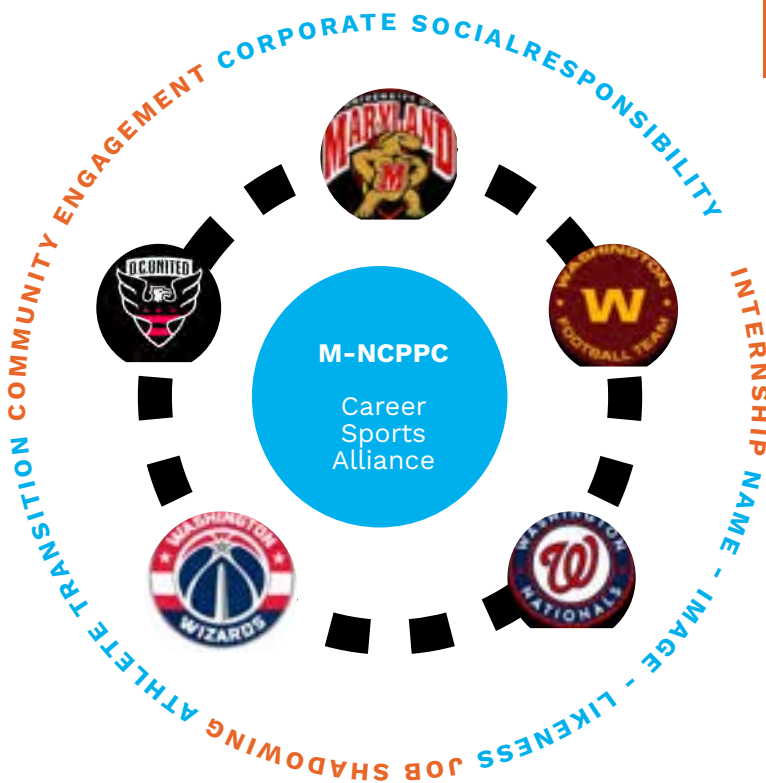 CORPORATE SOCIALRESPONSIBILITY
INTERNSHIP
NAME - IMAGE - LIKENESS
JOB SHADOWING
ATHLETE TRANSITION
COMMUNITY ENGAGEMENT
MARYLAND
M
D.C.UNITED
WASHINGTON
W
FOOTBALL TEAM
M-NCPPC
Career
Sports
Alliance
WASHINGTON
WIZARDS
WASHINGTON
W
NATIONALS